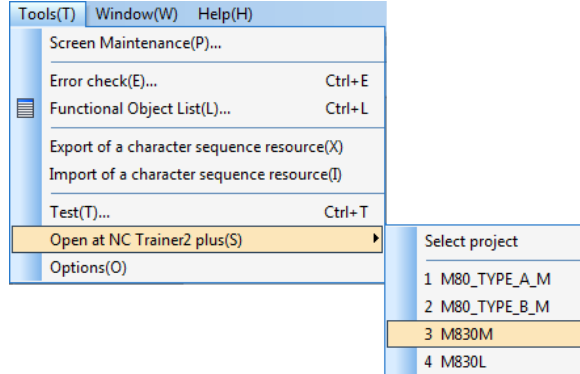 Tools(T) Window(W) Help(H)
Screen Maintenance(P)...
Error check(E)... Ctrl+E
Functional Object List(L)... Ctrl+L
Export of a character sequence resource(X)
Import of a character sequence resource(I)
Test(T)... Ctrl+T
Open at NC Trainer2 plus(S)
Options(O)
Select project
1 M80_TYPE_A_M
2 M80_TYPE_B_M
3 M830M
4 M830L